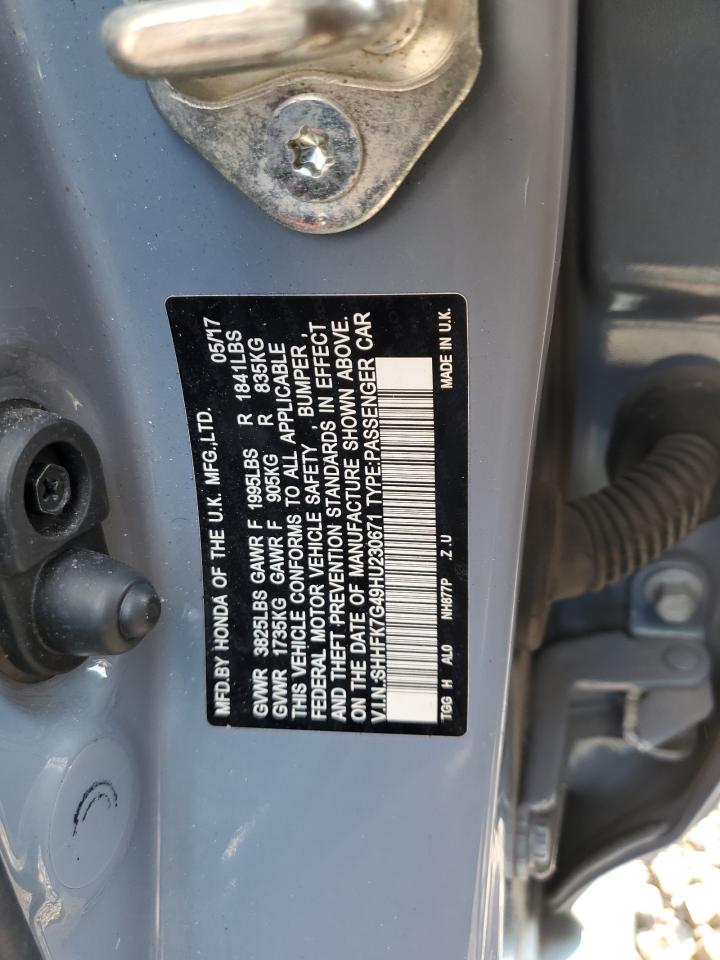 MFD.BY HONDA OF THE U.K. MFG.,LTD. 05/17
GVWR 3825LBS GAWR F 1995LBS R 1841LBS
GVWR 1735KG GAWR F 905KG R 835KG
THIS VEHICLE CONFORMS TO ALL APPLICABLE
FEDERAL MOTOR VEHICLE SAFETY , BUMPER ,
AND THEFT PREVENTION STANDARDS IN EFFECT
ON THE DATE OF MANUFACTURE SHOWN ABOVE.
V.I.N.:SHHFK7G49HU230671 TYPE:PASSENGER CAR
TGG H AL0 NH877P .Z .U MADE IN U.K.